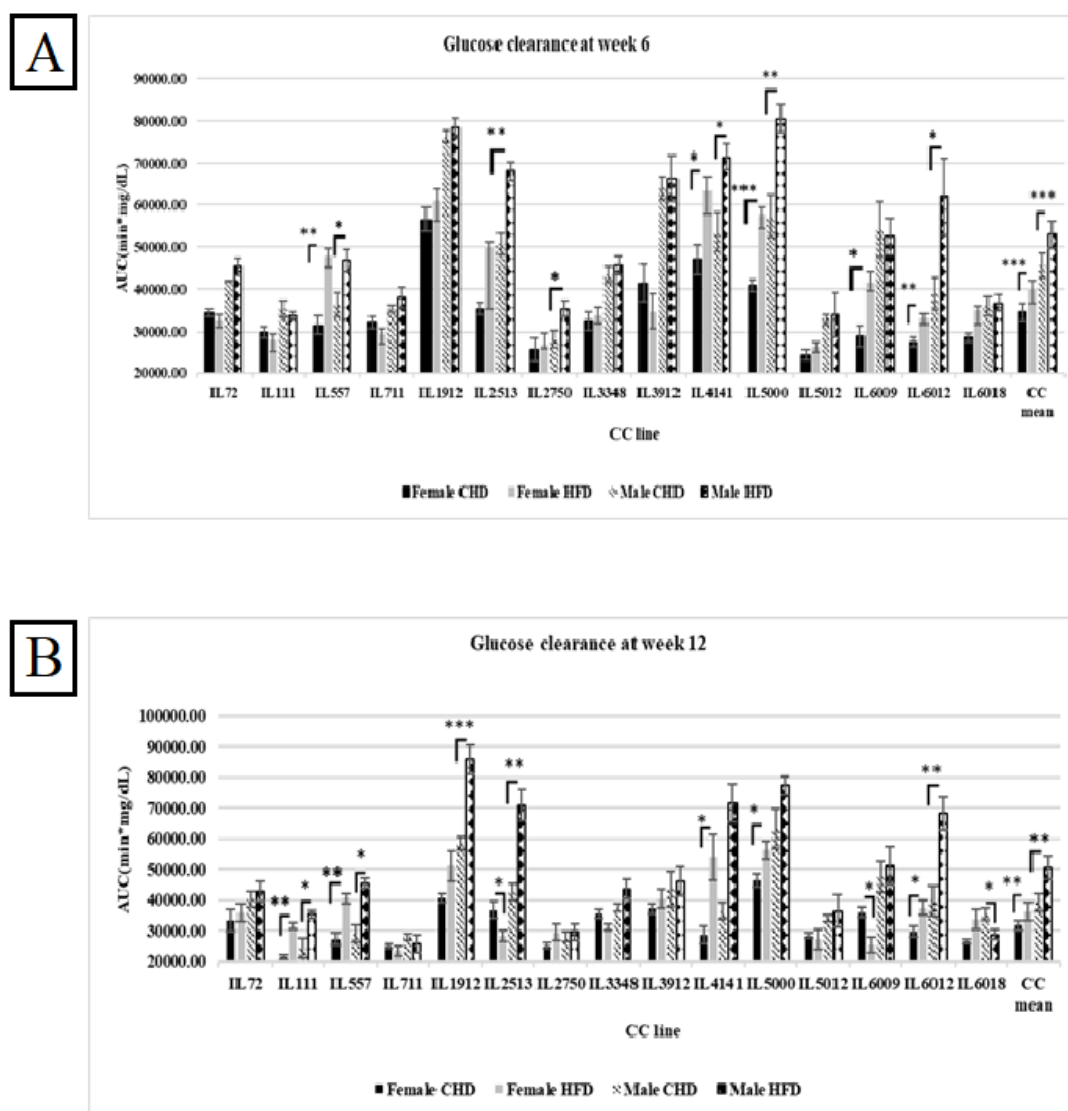 A
Glucose clearance at week 6
AUC(min*mg/dL)
90000.00
80000.00
70000.00
60000.00
50000.00
40000.00
30000.00
20000.00
** * ** * * * *** ** * ** * *** ***
IL72 IL111 IL557 IL711 IL1912 IL2513 IL2750 IL3348 IL3912 IL4141 IL5000 IL5012 IL6009 IL6012 IL6018 CC
mean
CC line
Female CHD Female HFD Male CHD Male HFD
B
Glucose clearance at week 12
AUC(min*mg/dL)
100000.00
90000.00
80000.00
70000.00
60000.00
50000.00
40000.00
30000.00
20000.00
** * ** * *** * ** * * * * ** * ** **
IL72 IL111 IL557 IL711 IL1912 IL2513 IL2750 IL3348 IL3912 IL4141 IL5000 IL5012 IL6009 IL6012 IL6018 CC
mean
CC line
Female CHD Female HFD Male CHD Male HFD